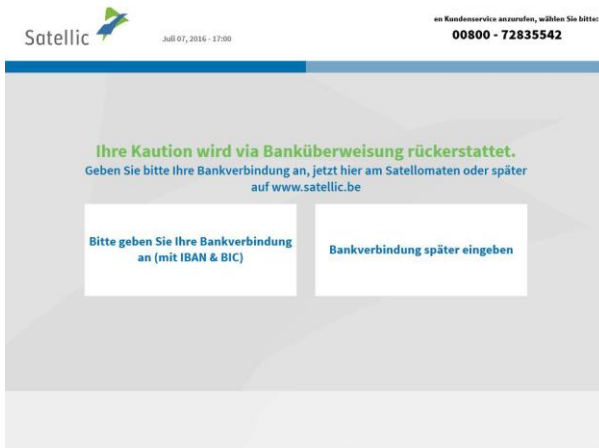 Satellic
Juli 07, 2016 - 17:00
en Kundenservice anzurufen, wählen Sie bitte:
00800 - 72835542
Ihre Kaution wird via Banküberweisung rückerstattet.
Geben Sie bitte Ihre Bankverbindung an, jetzt hier am Satellomaten oder später
auf www.satellic.be
Bitte geben Sie Ihre Bankverbindung
an (mit IBAN & BIC)
Bankverbindung später eingeben